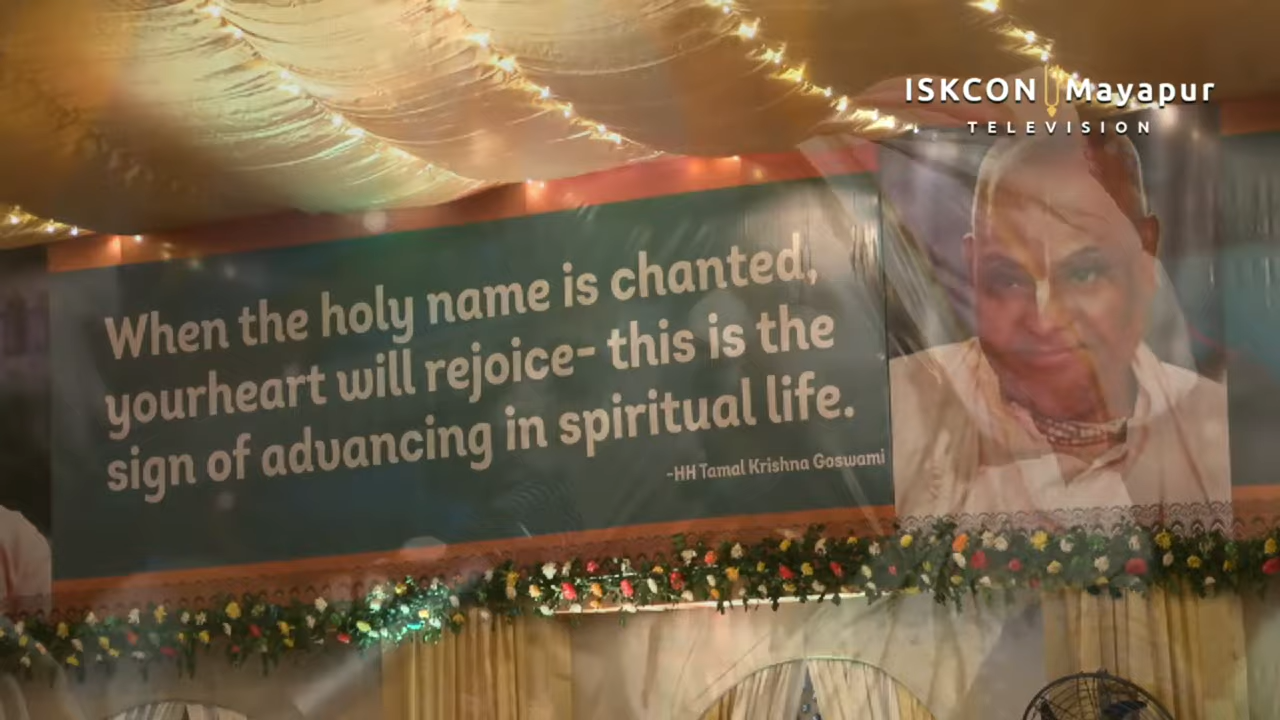 ISKCON Mayapur
TELEVISION
When the holy name is chanted,
yourheart will rejoice- this is the
sign of advancing in spiritual life.
-HH Tamal Krishna Goswami